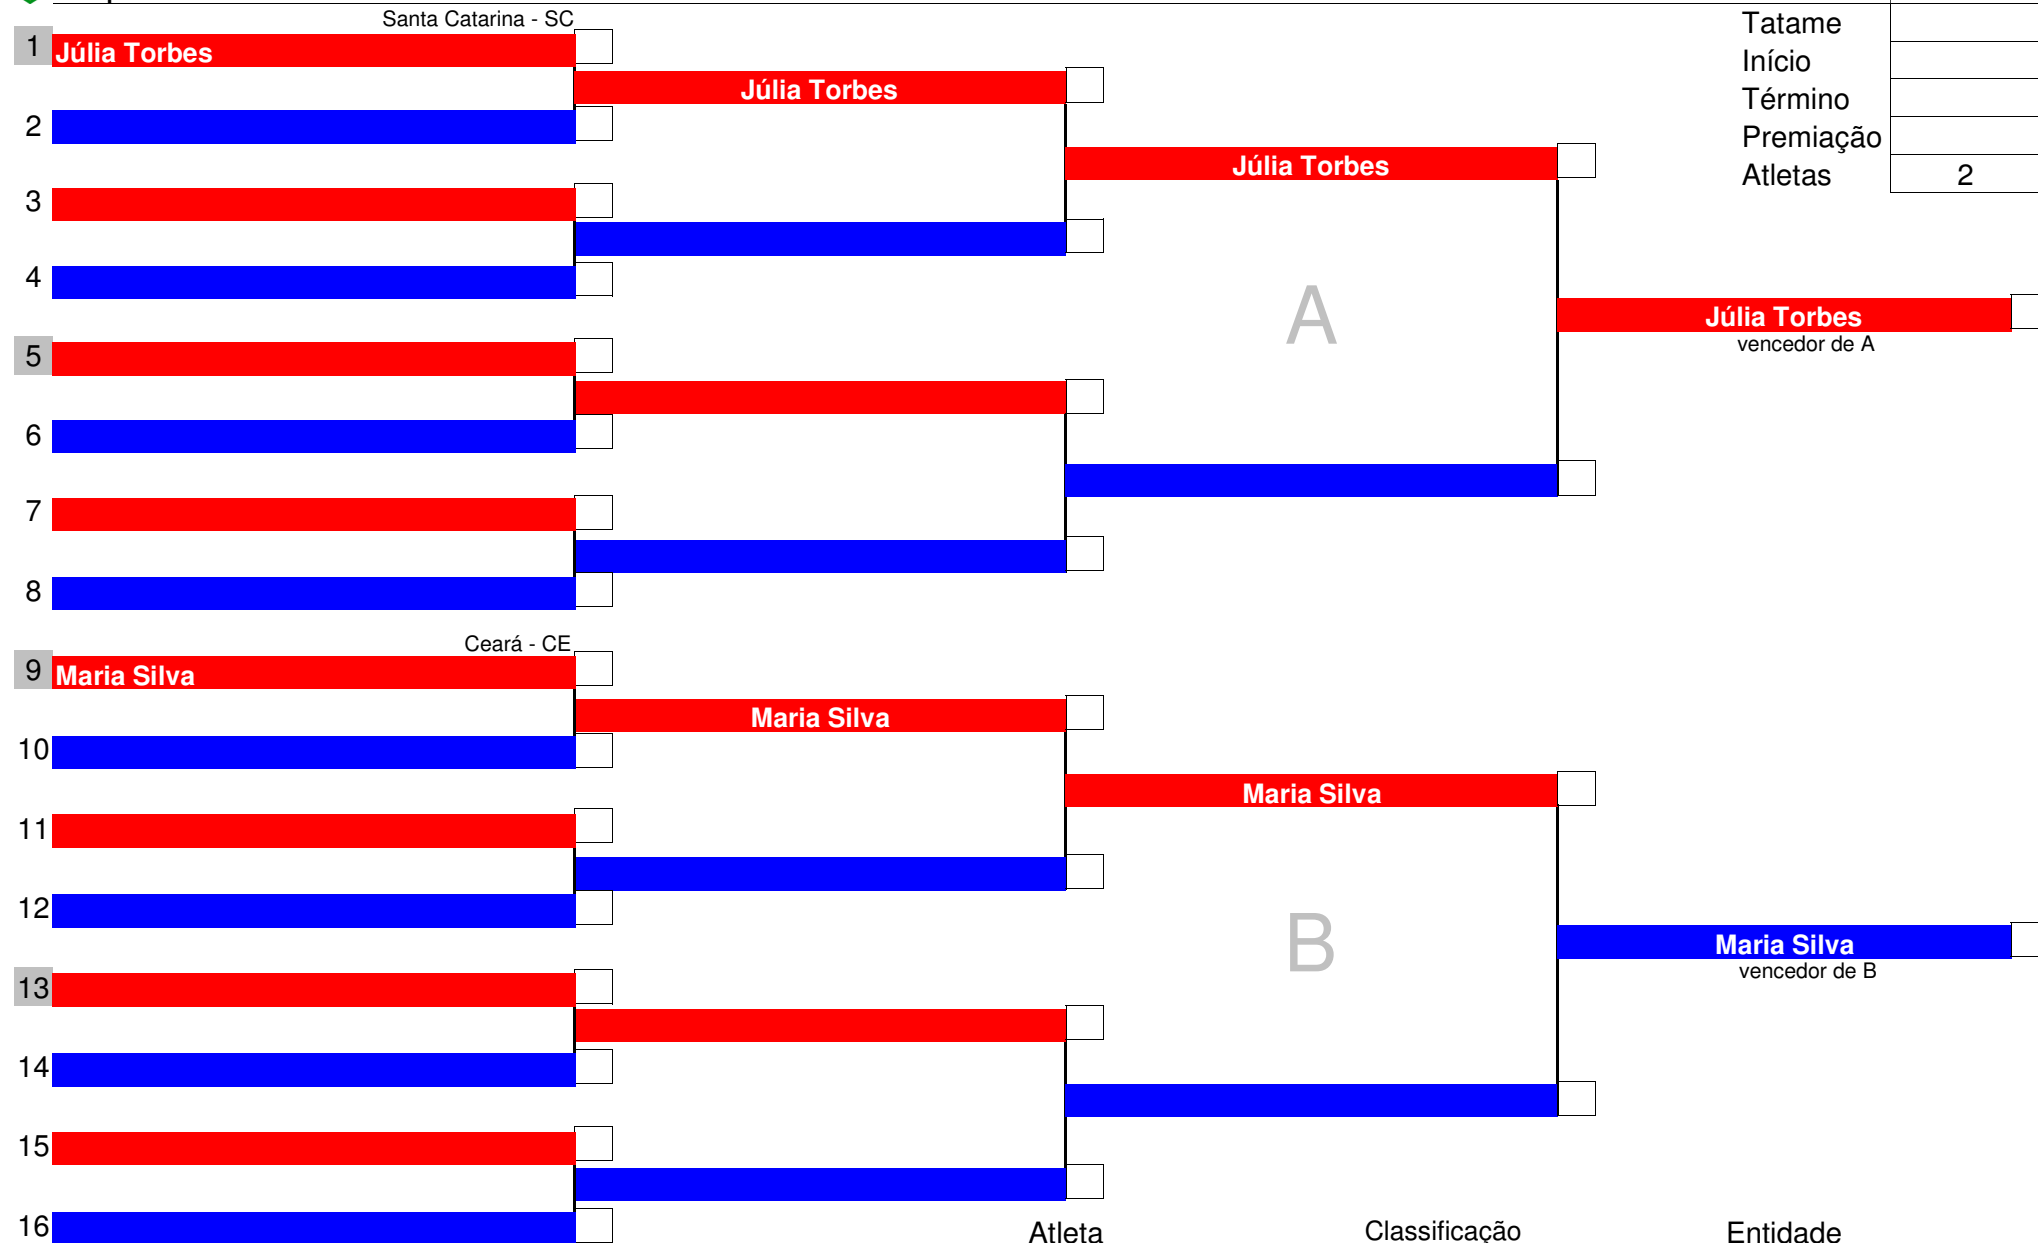 Santa Catarina - SC
Tatame
1 Júlia Torbes
Início
Júlia Torbes
Término
2
Premiação
Júlia Torbes
Atletas 2
3
4
A
Júlia Torbes
vencedor de A
5
6
7
8
Ceará - CE
9 Maria Silva
Maria Silva
10
Maria Silva
11
12
B
Maria Silva
vencedor de B
13
14
15
16
Atleta Classificação Entidade